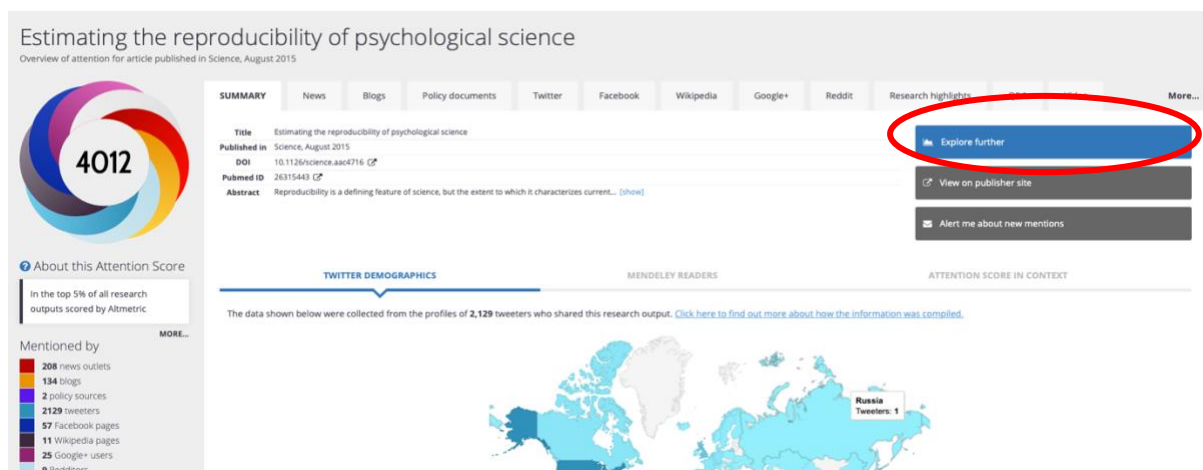 Estimating the reproducibility of psychological science
Overview of attention for article published in Science, August 2015
4012
About this Attention Score
In the top 5% of all research
outputs scored by Altmetric
MORE...
Mentioned by
208 news outlets
134 blogs
2 policy sources
2129 tweeters
57 Facebook pages
11 Wikipedia pages
25 Google+ users
9 Redditors
SUMMARY News Blogs Policy documents Twitter Facebook Wikipedia Google+ Reddit Research highlights More...
Title Estimating the reproducibility of psychological science
Published in Science, August 2015
DOI 10.1126/science.aac4716
Pubmed ID 26315443
Abstract Reproducibility is a defining feature of science, but the extent to which it characterizes current... [show]
Explore further
View on publisher site
Alert me about new mentions
TWITTER DEMOGRAPHICS MENDELEY READERS ATTENTION SCORE IN CONTEXT
The data shown below were collected from the profiles of 2,129 tweeters who shared this research output. Click here to find out more about how the information was compiled.
Russia
Tweeters: 1